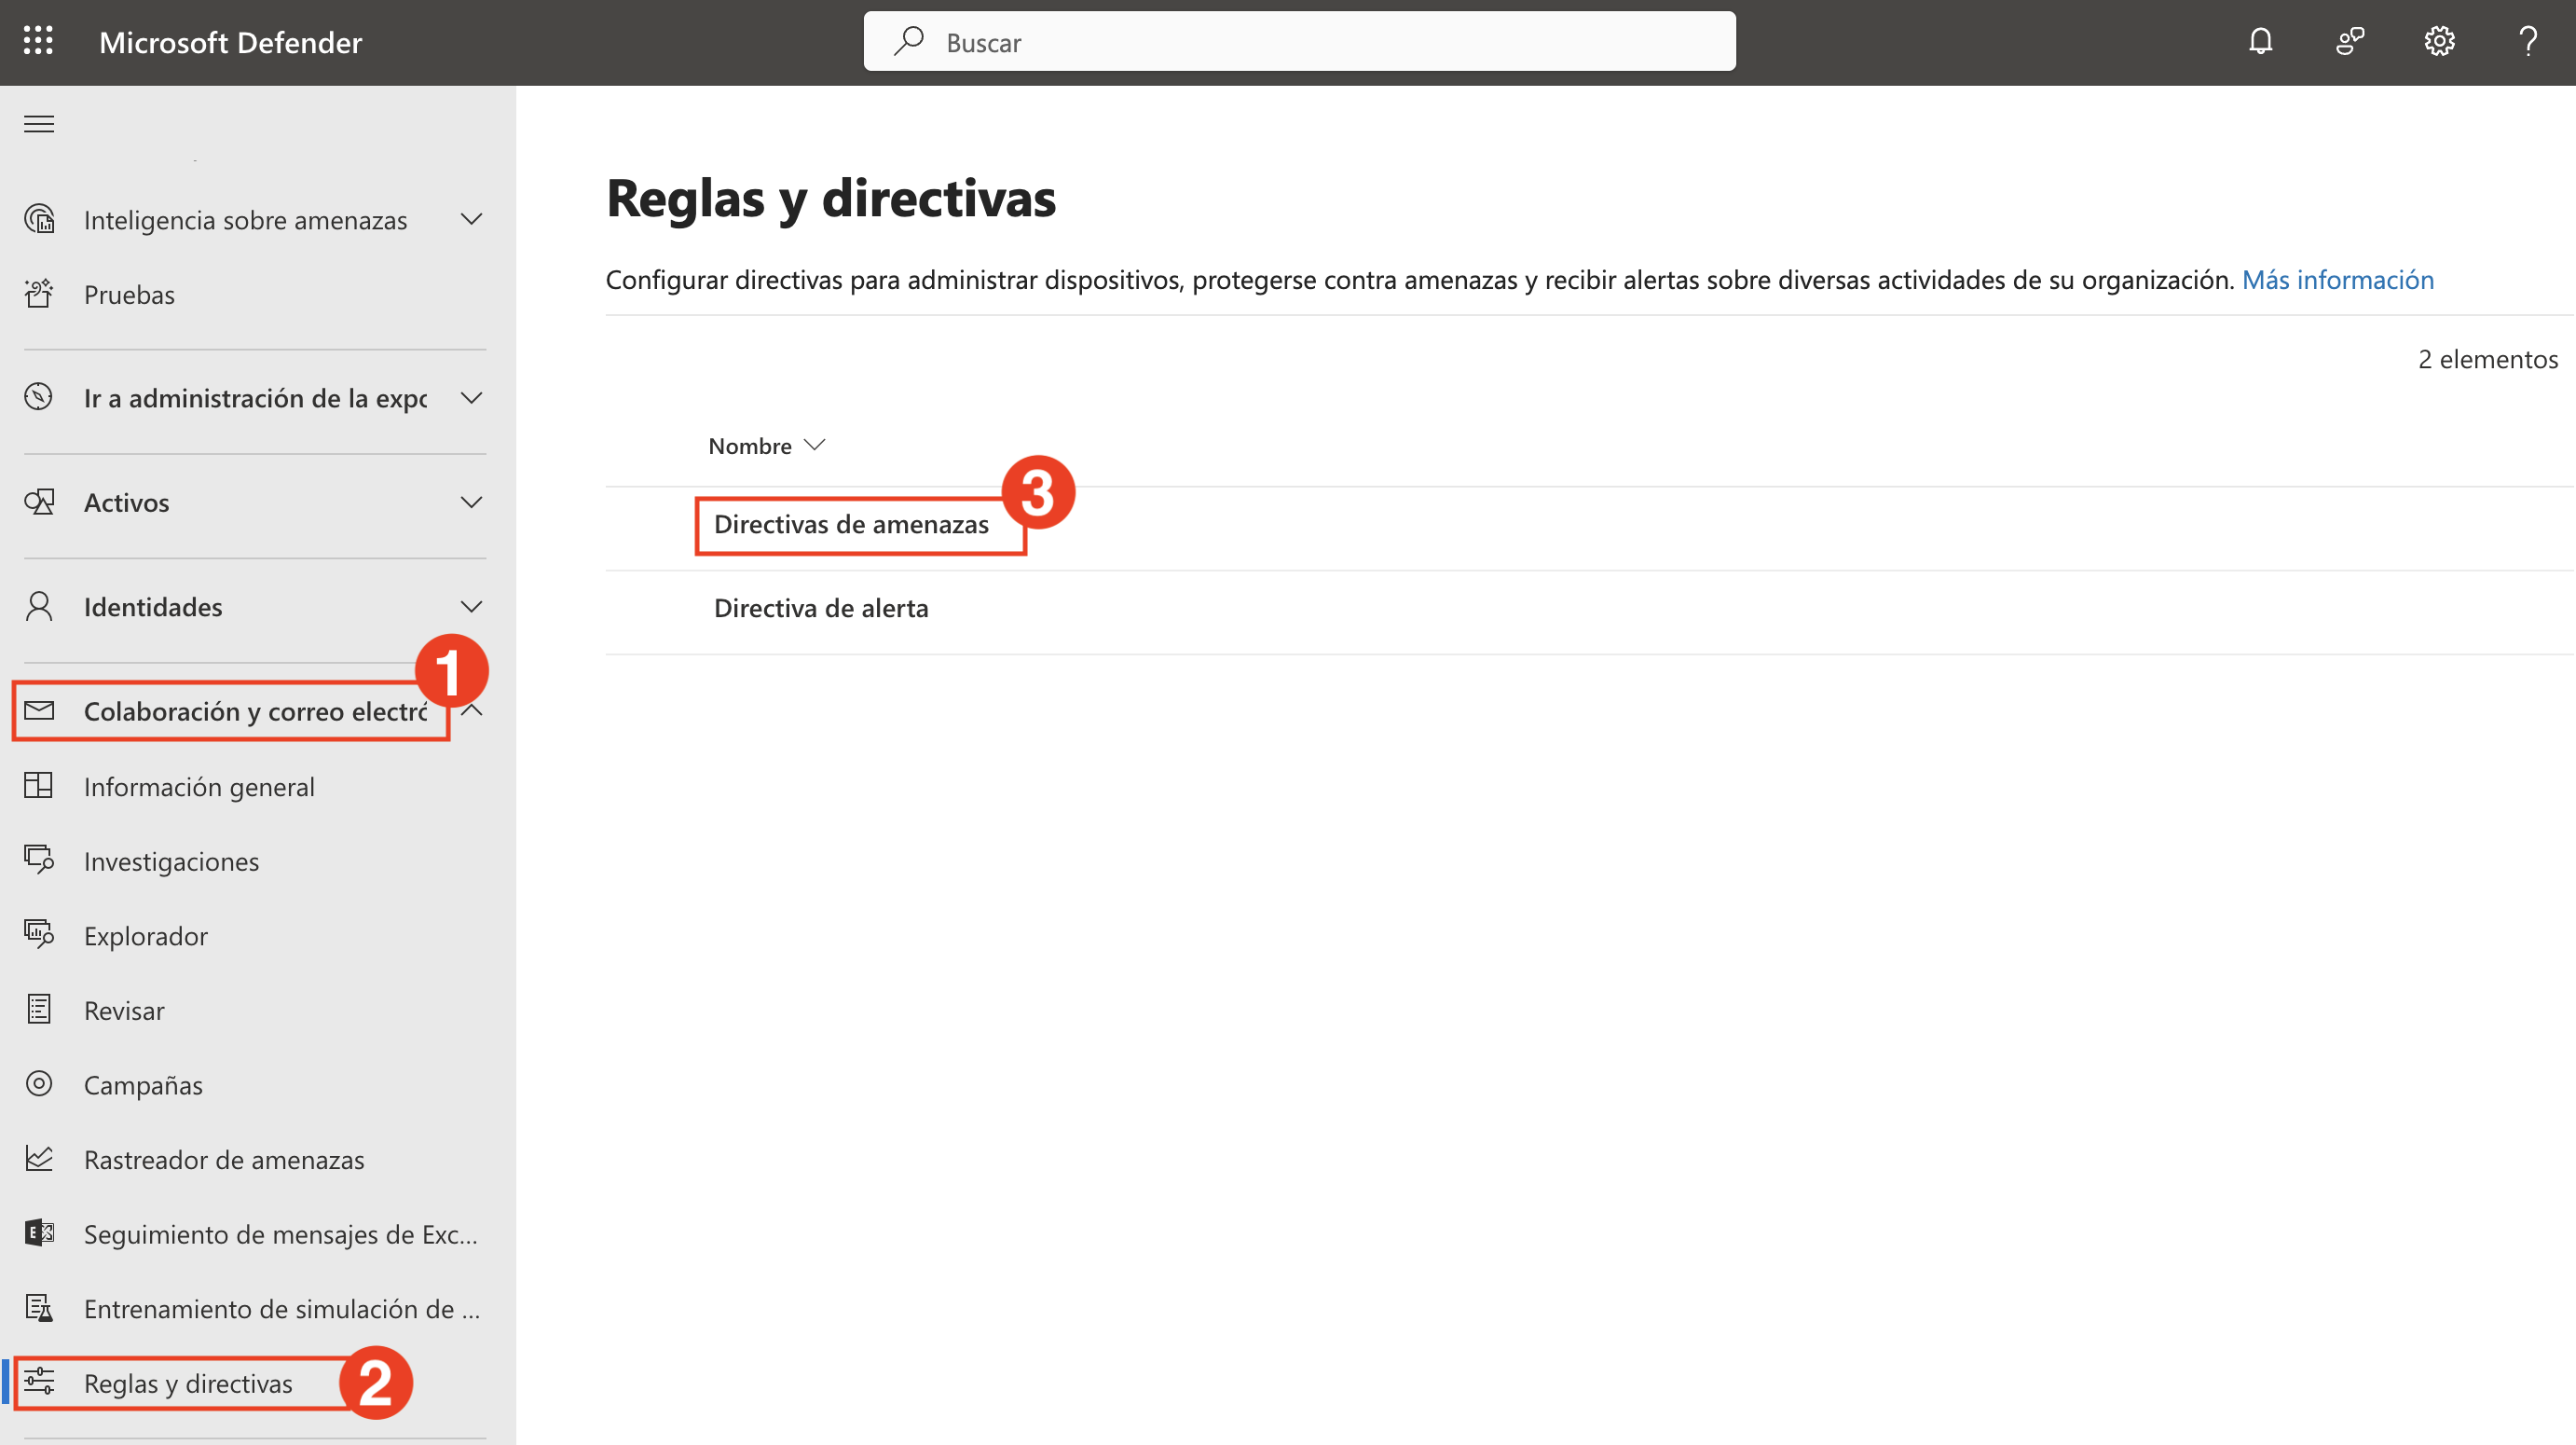 Microsoft Defender
Buscar
Inteligencia sobre amenazas
Pruebas
Ir a administración de la expo
Activos
Identidades
1
Colaboración y correo electró
Información general
Investigaciones
Explorador
Revisar
Campañas
Rastreador de amenazas
Seguimiento de mensajes de Exc...
Entrenamiento de simulación de ...
Reglas y directivas
2
Reglas y directivas
Configurar directivas para administrar dispositivos, protegerse contra amenazas y recibir alertas sobre diversas actividades de su organización. Más información
2 elementos
Nombre
3
Directivas de amenazas
Directiva de alerta